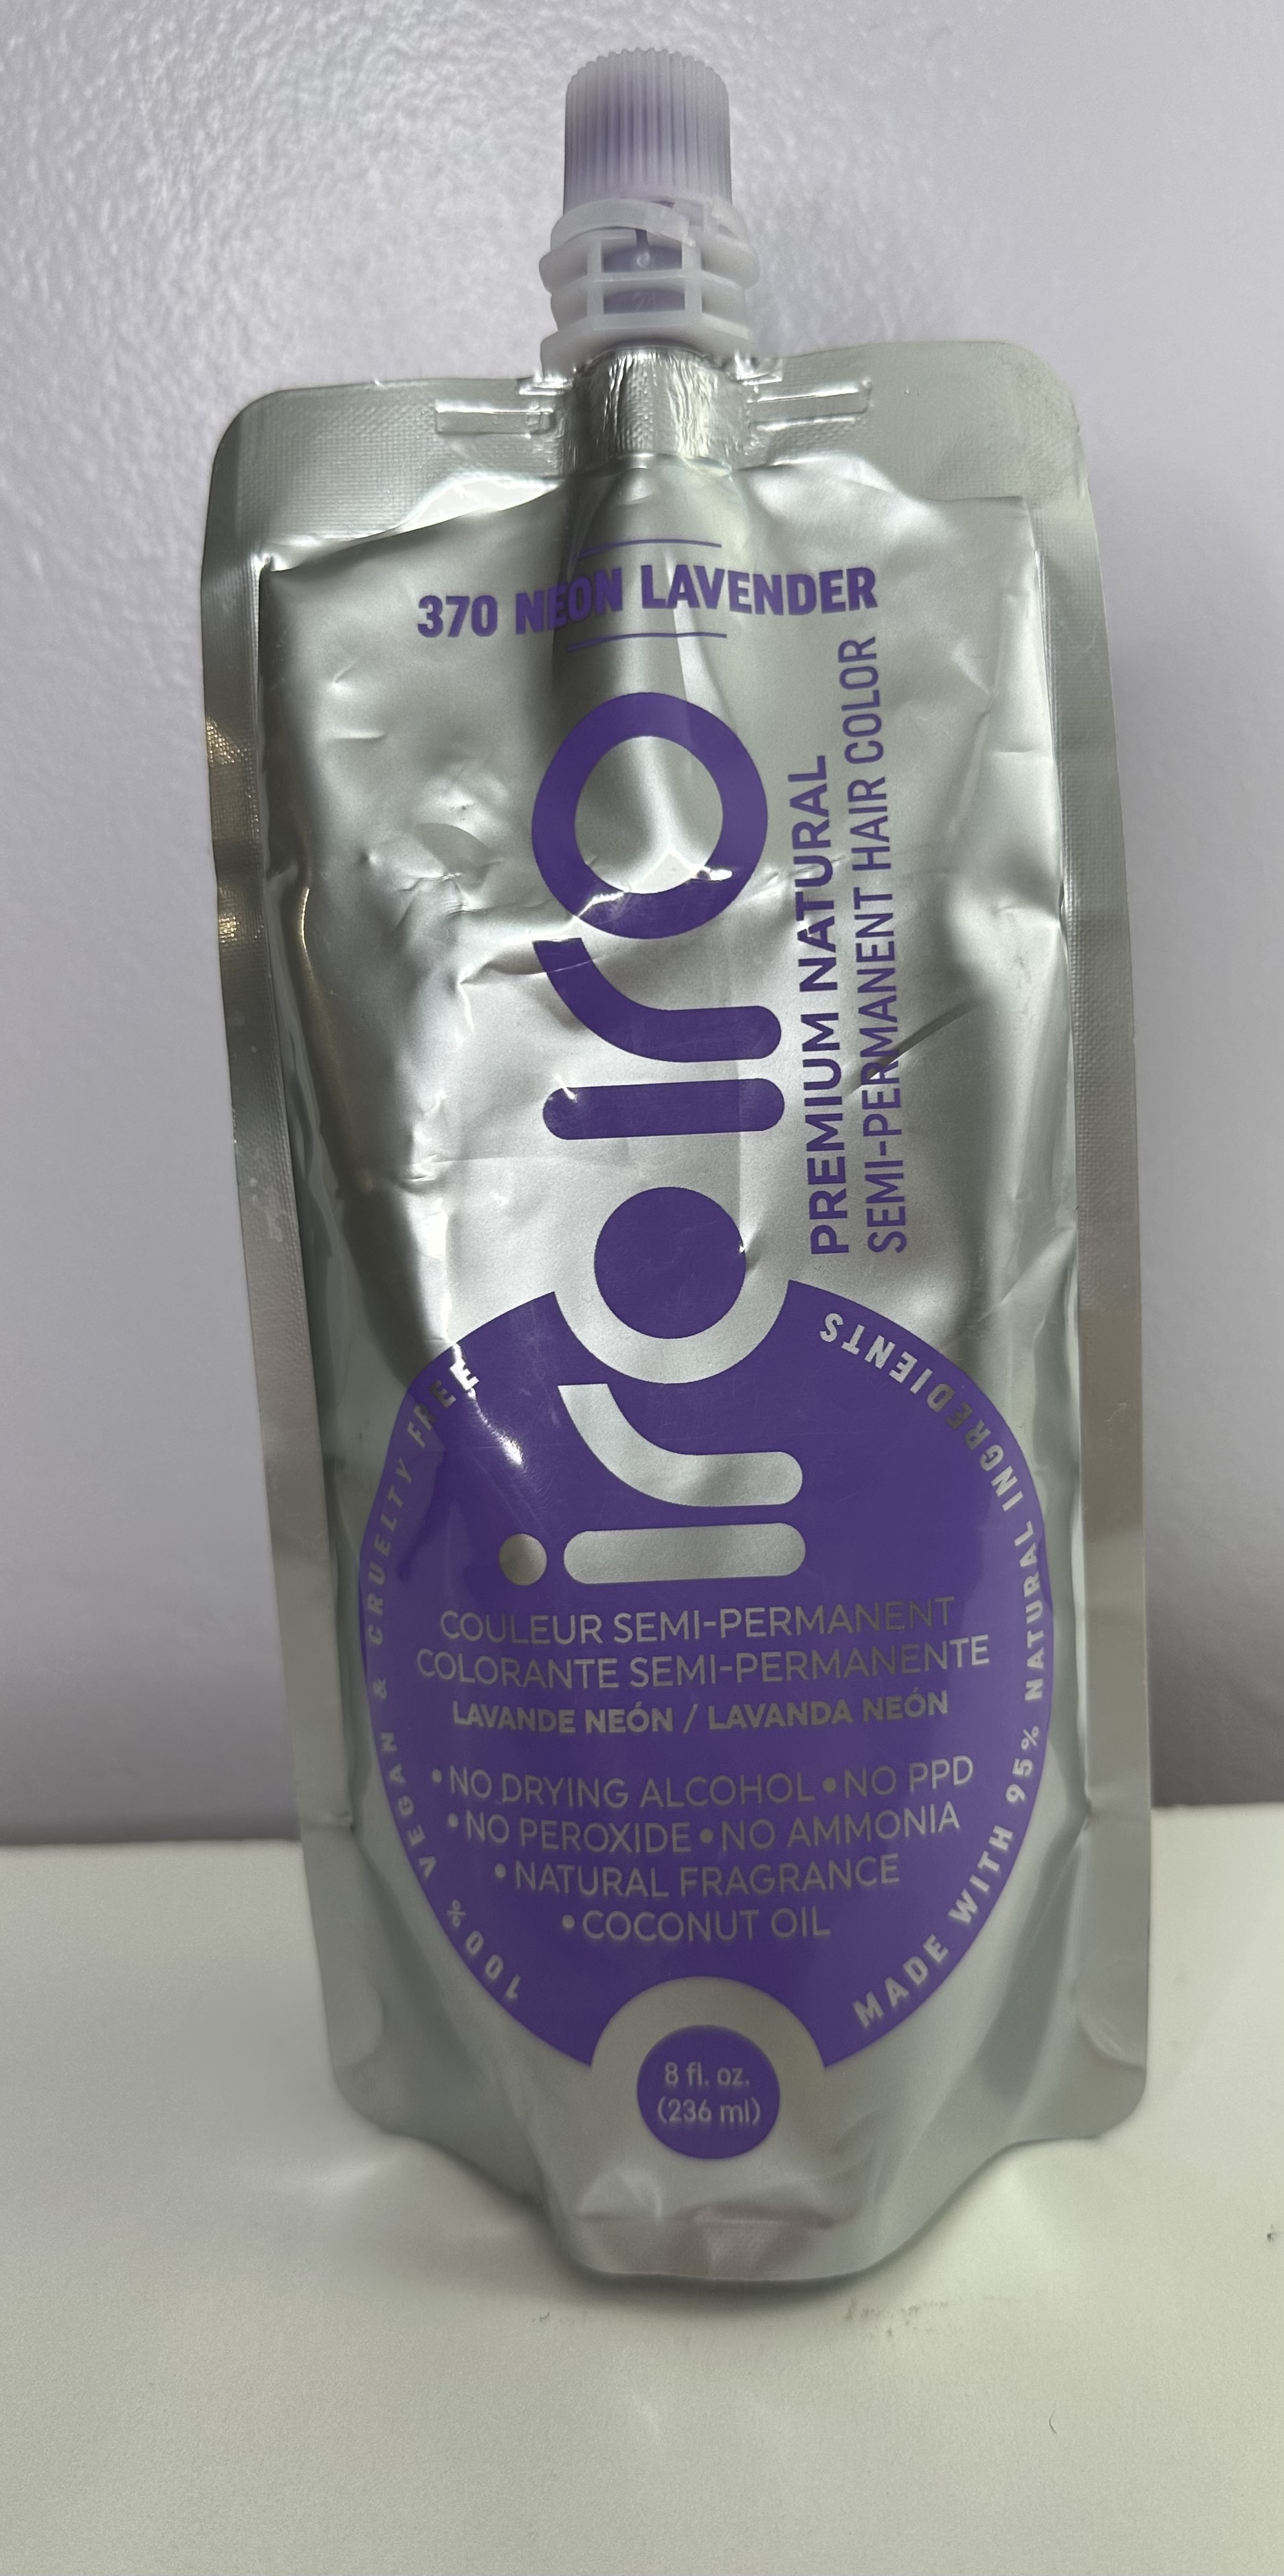 370 NEON LAVENDER
iroiro
PREMIUM NATURAL
SEMI-PERMANENT HAIR COLOR
100% VEGAN & CRUELTY FREE
MADE WITH 95% NATURAL INGREDIENTS
COULEUR SEMI-PERMANENT
COLORANTE SEMI-PERMANENTE
LAVANDE NEÓN / LAVANDA NEÓN
•NO DRYING ALCOHOL •NO PPD
•NO PEROXIDE •NO AMMONIA
•NATURAL FRAGRANCE
•COCONUT OIL
8 fl. oz.
(236 ml)